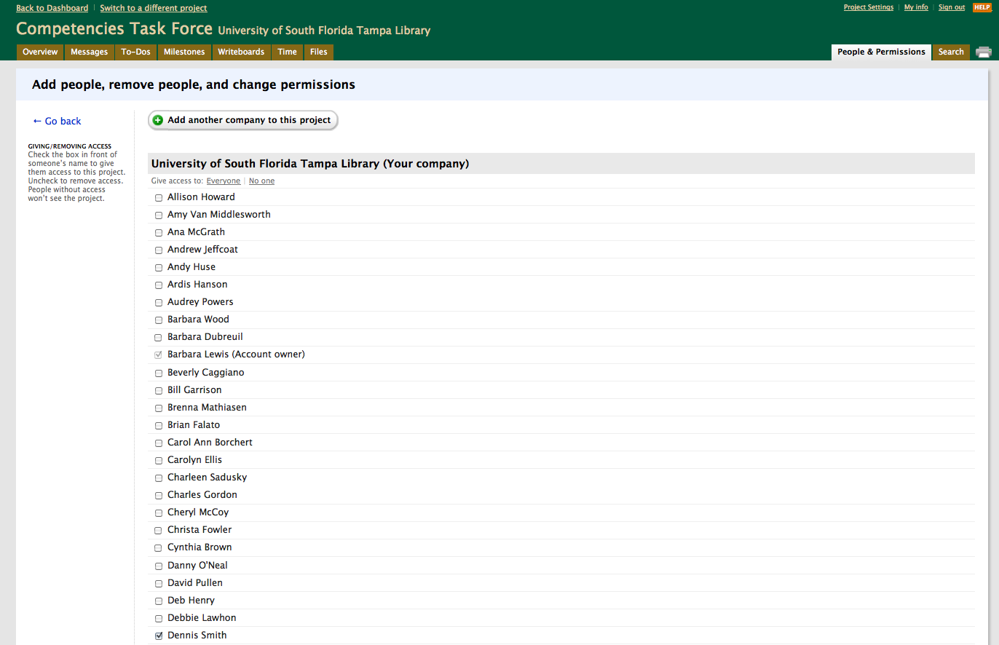 Back to Dashboard | Switch to a different project
Project Settings | My info | Sign out HELP
Competencies Task Force University of South Florida Tampa Library
Overview Messages To-Dos Milestones Writeboards Time Files
People & Permissions Search
Add people, remove people, and change permissions
← Go back
GIVING/REMOVING ACCESS
Check the box in front of
someone's name to give
them access to this project.
Uncheck to remove access.
People without access
won't see the project.
Add another company to this project
University of South Florida Tampa Library (Your company)
Give access to: Everyone | No one
Allison Howard
Amy Van Middlesworth
Ana McGrath
Andrew Jeffcoat
Andy Huse
Ardis Hanson
Audrey Powers
Barbara Wood
Barbara Dubreuil
Barbara Lewis (Account owner)
Beverly Caggiano
Bill Garrison
Brenna Mathiasen
Brian Falato
Carol Ann Borchert
Carolyn Ellis
Charleen Sadusky
Charles Gordon
Cheryl McCoy
Christa Fowler
Cynthia Brown
Danny O'Neal
David Pullen
Deb Henry
Debbie Lawhon
Dennis Smith